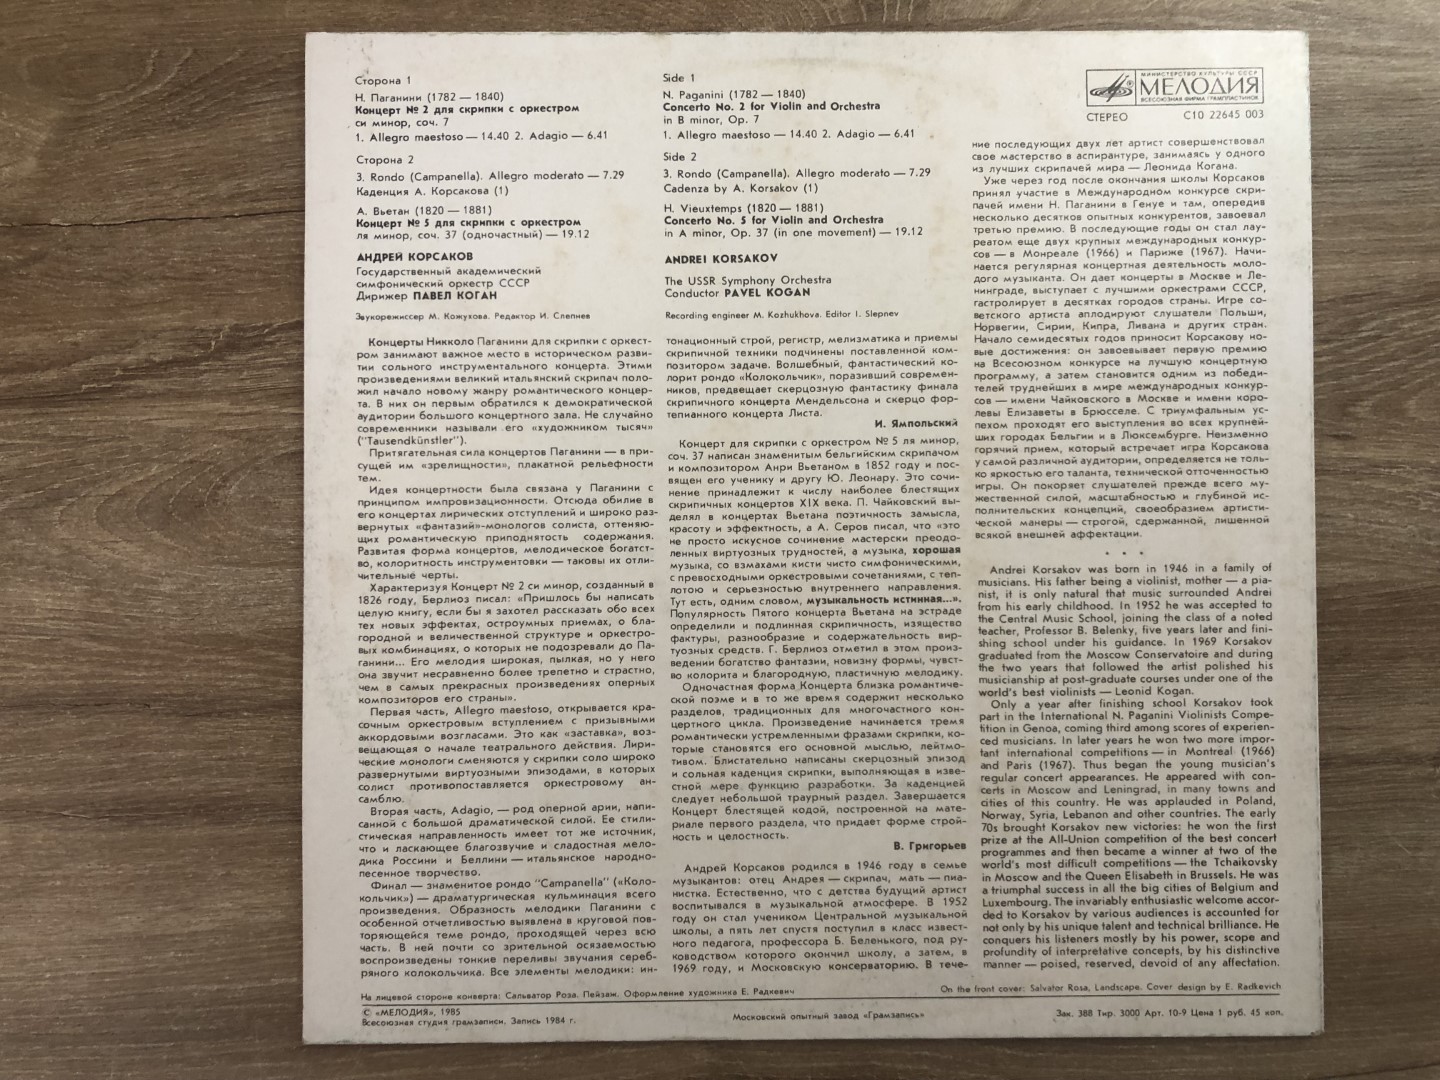 Сторона 1
Н. Паганини (1782 — 1840)
Концерт № 2 для скрипки с оркестром
си минор, соч. 7
1. Allegro maestoso — 14.40 2. Adagio — 6.41
Сторона 2
3. Rondo (Campanella). Allegro moderato — 7.29
Каденция А. Корсакова (1)
А. Вьетан (1820 — 1881)
Концерт № 5 для скрипки с оркестром
ля минор, соч. 37 (одночастный) — 19.12
АНДРЕЙ КОРСАКОВ
Государственный академический
симфонический оркестр СССР
Дирижер ПАВЕЛ КОГАН
Звукорежиссер М. Кожухова. Редактор И. Слепнев
Side 1
N. Paganini (1782 — 1840)
Concerto No. 2 for Violin and Orchestra
in B minor, Op. 7
1. Allegro maestoso — 14.40 2. Adagio — 6.41
Side 2
3. Rondo (Campanella). Allegro moderato — 7.29
Cadenza by A. Korsakov (1)
H. Vieuxtemps (1820 — 1881)
Concerto No. 5 for Violin and Orchestra
in A minor, Op. 37 (in one movement) — 19.12
ANDREI KORSAKOV
The USSR Symphony Orchestra
Conductor PAVEL KOGAN
Recording engineer M. Kozhukhova. Editor I. Slepnev
МИНИСТЕРСТВО КУЛЬТУРЫ СССР
МЕЛОДИЯ
ВСЕСОЮЗНАЯ ФИРМА ГРАМПЛАСТИНОК
СТЕРЕО С10 22645 003
Концерты Никколо Паганини для скрипки с оркест-
ром занимают важное место в историческом разви-
тии сольного инструментального концерта. Этими
произведениями великий итальянский скрипач поло-
жил начало новому жанру романтического концер-
та. В них он первым обратился к демократической
аудитории большого концертного зала. Не случайно
современники называли его «художником тысяч»
("Tausendkünstler").
Притягательная сила концертов Паганини — в при-
сущей им «зрелищности», плакатной рельефности
тем.
Идея концертности была связана у Паганини с
принципом импровизационности. Отсюда обилие в
его концертах лирических отступлений и широко раз-
вернутых «фантазий»-монологов солиста, оттеняю-
щих романтическую приподнятость содержания.
Развитая форма концертов, мелодическое богатст-
во, колоритность инструментовки — таковы их отли-
чительные черты.
Характеризуя Концерт № 2 си минор, созданный в
1826 году, Берлиоз писал: «Пришлось бы написать
целую книгу, если бы я захотел рассказать обо всех
тех новых эффектах, остроумных приемах, о бла-
городной и величественной структуре и оркестро-
вых комбинациях, о которых не подозревали до Па-
ганини... Его мелодия широкая, пылкая, но у него
она звучит несравненно более трепетно и страстно,
чем в самых прекрасных произведениях оперных
композиторов его страны».
Первая часть, Allegro maestoso, открывается кра-
сочным оркестровым вступлением с призывными
аккордовыми возгласами. Это как «заставка», воз-
вещающая о начале театрального действия. Лири-
ческие монологи сменяются у скрипки соло широко
развернутыми виртуозными эпизодами, в которых
солист противопоставляется оркестровому ан-
самблю.
Вторая часть, Adagio, — род оперной арии, напи-
санной с большой драматической силой. Ее стили-
стическая направленность имеет тот же источник,
что и ласкающее благозвучие и сладостная мело-
дика Россини и Беллини — итальянское народно-
песенное творчество.
Финал — знаменитое рондо "Campanella" («Коло-
кольчик») — драматургическая кульминация всего
произведения. Образность мелодики Паганини с
особенной отчетливостью выявлена в круговой пов-
торяющейся теме рондо, проходящей через всю
часть. В ней почти со зрительной осязаемостью
воспроизведены тонкие переливы звучания сереб-
ряного колокольчика. Все элементы мелодики: ин-
тонационный строй, регистр, мелизматика и приемы
скрипичной техники подчинены поставленной ком-
позитором задаче. Волшебный, фантастический ко-
лорит рондо «Колокольчик», поразивший современ-
ников, предвещает скерцозную фантастику финала
скрипичного концерта Мендельсона и скерцо фор-
тепианного концерта Листа.
И. Ямпольский
Концерт для скрипки с оркестром № 5 ля минор,
соч. 37 написан знаменитым бельгийским скрипачом
и композитором Анри Вьетаном в 1852 году и пос-
вящен его ученику и другу Ю. Леонару. Это сочи-
нение принадлежит к числу наиболее блестящих
скрипичных концертов XIX века. П. Чайковский вы-
делял в концертах Вьетана поэтичность замысла,
красоту и эффектность, а А. Серов писал, что «это
не просто искусное сочинение мастерски преодо-
ленных виртуозных трудностей, а музыка, хорошая
музыка, со взмахами кисти чисто симфоническими,
с превосходными оркестровыми сочетаниями, с теп-
лотою и серьезностью внутреннего направления.
Тут есть, одним словом, музыкальность истинная...».
Популярность Пятого концерта Вьетана на эстраде
определили и подлинная скрипичность, изящество
фактуры, разнообразие и содержательность вир-
туозных средств. Г. Берлиоз отметил в этом произ-
ведении богатство фантазии, новизну формы, чувст-
во колорита и благородную, пластичную мелодику.
Одночастная форма Концерта близка романтиче-
ской поэме и в то же время содержит несколько
разделов, традиционных для многочастного кон-
цертного цикла. Произведение начинается тремя
романтически устремленными фразами скрипки, ко-
торые становятся его основной мыслью, лейтмо-
тивом. Блистательно написаны скерцозный эпизод
и сольная каденция скрипки, выполняющая в изве-
стной мере функцию разработки. За каденцией
следует небольшой траурный раздел. Завершается
Концерт блестящей кодой, построенной на мате-
риале первого раздела, что придает форме строй-
ность и целостность.
В. Григорьев
Андрей Корсаков родился в 1946 году в семье
музыкантов: отец Андрея — скрипач, мать — пиа-
нистка. Естественно, что с детства будущий артист
воспитывался в музыкальной атмосфере. В 1952
году он стал учеником Центральной музыкальной
школы, а пять лет спустя поступил в класс извест-
ного педагога, профессора Б. Беленького, под ру-
ководством которого окончил школу, а затем, в
1969 году, и Московскую консерваторию. В тече-
ние последующих двух лет артист совершенствовал
свое мастерство в аспирантуре, занимаясь у одного
из лучших скрипачей мира — Леонида Когана.
Уже через год после окончания школы Корсаков
принял участие в Международном конкурсе скри-
пачей имени Н. Паганини в Генуе и там, опередив
несколько десятков опытных конкурентов, завоевал
третью премию. В последующие годы он стал лау-
реатом еще двух крупных международных конкур-
сов — в Монреале (1966) и Париже (1967). Начи-
нается регулярная концертная деятельность моло-
дого музыканта. Он дает концерты в Москве и Ле-
нинграде, выступает с лучшими оркестрами СССР,
гастролирует в десятках городов страны. Игре со-
ветского артиста аплодируют слушатели Польши,
Норвегии, Сирии, Кипра, Ливана и других стран.
Начало семидесятых годов приносит Корсакову но-
вые достижения: он завоевывает первую премию
на Всесоюзном конкурсе на лучшую концертную
программу, а затем становится одним из победи-
телей труднейших в мире международных конкур-
сов — имени Чайковского в Москве и имени коро-
левы Елизаветы в Брюсселе. С триумфальным ус-
пехом проходят его выступления во всех крупней-
ших городах Бельгии и в Люксембурге. Неизменно
горячий прием, который встречает игра Корсакова
у самой различной аудитории, определяется не толь-
ко яркостью его таланта, технической отточенностью
игры. Он покоряет слушателей прежде всего му-
жественной силой, масштабностью и глубиной ис-
полнительских концепций, своеобразием артисти-
ческой манеры — строгой, сдержанной, лишенной
всякой внешней аффектации.
* * *
Andrei Korsakov was born in 1946 in a family of
musicians. His father being a violinist, mother — a pia-
nist, it is only natural that music surrounded Andrei
from his early childhood. In 1952 he was accepted to
the Central Music School, joining the class of a noted
teacher, Professor B. Belenky, five years later and fini-
shing school under his guidance. In 1969 Korsakov
graduated from the Moscow Conservatoire and during
the two years that followed the artist polished his
musicianship at post-graduate courses under one of the
world's best violinists — Leonid Kogan.
Only a year after finishing school Korsakov took
part in the International N. Paganini Violinists Compe-
tition in Genoa, coming third among scores of experien-
ced musicians. In later years he won two more impor-
tant international competitions — in Montreal (1966)
and Paris (1967). Thus began the young musician's
regular concert appearances. He appeared with con-
certs in Moscow and Leningrad, in many towns and
cities of this country. He was applauded in Poland,
Norway, Syria, Lebanon and other countries. The early
70s brought Korsakov new victories: he won the first
prize at the All-Union competition of the best concert
programmes and then became a winner at two of the
world's most difficult competitions — the Tchaikovsky
in Moscow and the Queen Elisabeth in Brussels. He was
a triumphal success in all the big cities of Belgium and
Luxembourg. The invariably enthusiastic welcome accor-
ded to Korsakov by various audiences is accounted for
not only by his unique talent and technical brilliance. He
conquers his listeners mostly by his power, scope and
profundity of interpretative concepts, by his distinctive
manner — poised, reserved, devoid of any affectation.
На лицевой стороне конверта: Сальватор Роза. Пейзаж. Оформление художника Е. Радкевич
On the front cover: Salvator Rosa, Landscape. Cover design by E. Radkevich
© «МЕЛОДИЯ», 1985
Всесоюзная студия грамзаписи. Запись 1984 г.
Московский опытный завод «Грамзапись»
Зак. 388 Тир. 3000 Арт. 10-9 Цена 1 руб. 45 коп.